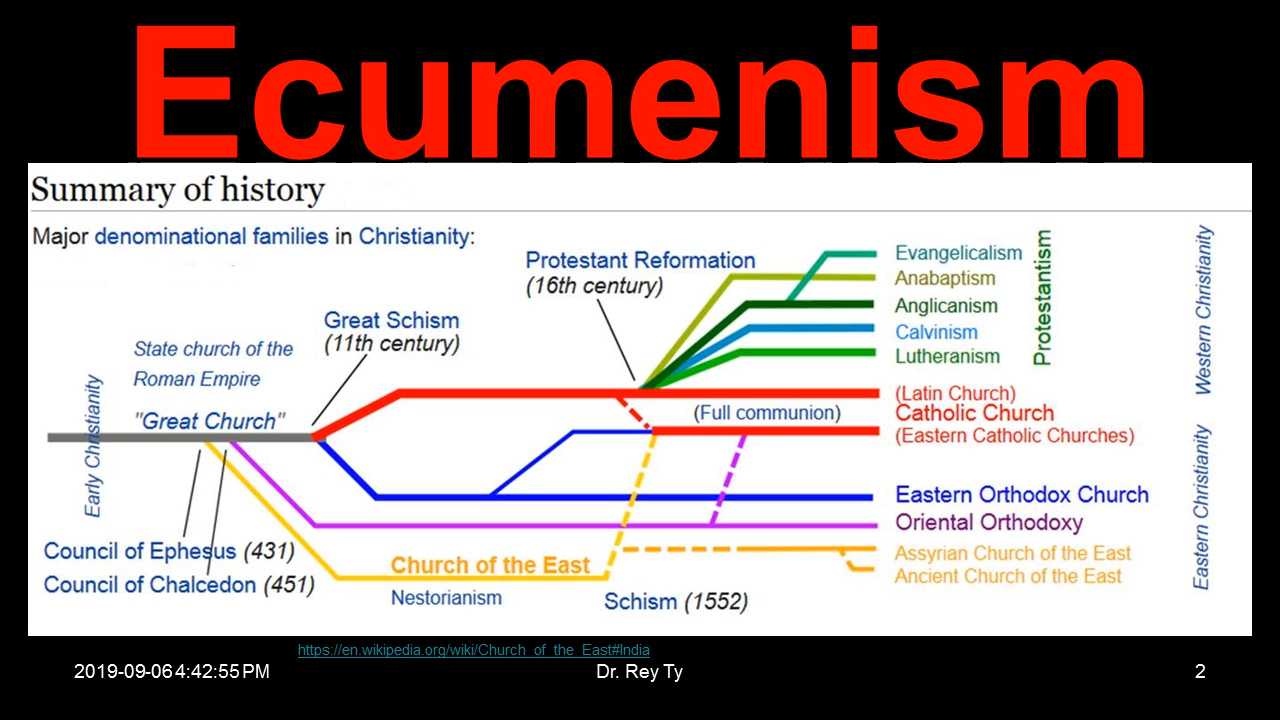 Ecumenism
Summary of history
Major denominational families in Christianity:
Protestant Reformation
(16th century)
Great Schism
(11th century)
State church of the
Roman Empire
"Great Church"
Early Christianity
Council of Ephesus (431)
Council of Chalcedon (451)
Church of the East
Nestorianism
Schism (1552)
(Full communion)
Evangelicalism
Anabaptism
Anglicanism
Calvinism
Lutheranism
Protestantism
(Latin Church)
Catholic Church
(Eastern Catholic Churches)
Eastern Orthodox Church
Oriental Orthodoxy
Assyrian Church of the East
Ancient Church of the East
Western Christianity
Eastern Christianity
https://en.wikipedia.org/wiki/Church_of_the_East#India
2019-09-06 4:42:55 PM
Dr. Rey Ty
2